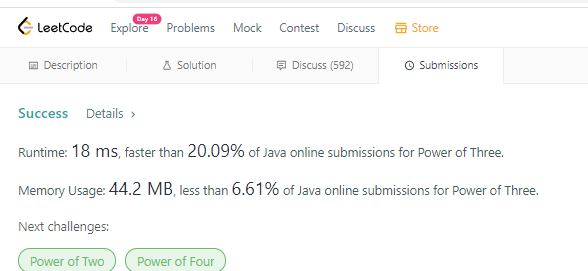 Day 16
LeetCode Explore Problems Mock Contest Discuss Store
Description Solution Discuss (592) Submissions
Success Details >
Runtime: 18 ms, faster than 20.09% of Java online submissions for Power of Three.
Memory Usage: 44.2 MB, less than 6.61% of Java online submissions for Power of Three.
Next challenges:
Power of Two Power of Four